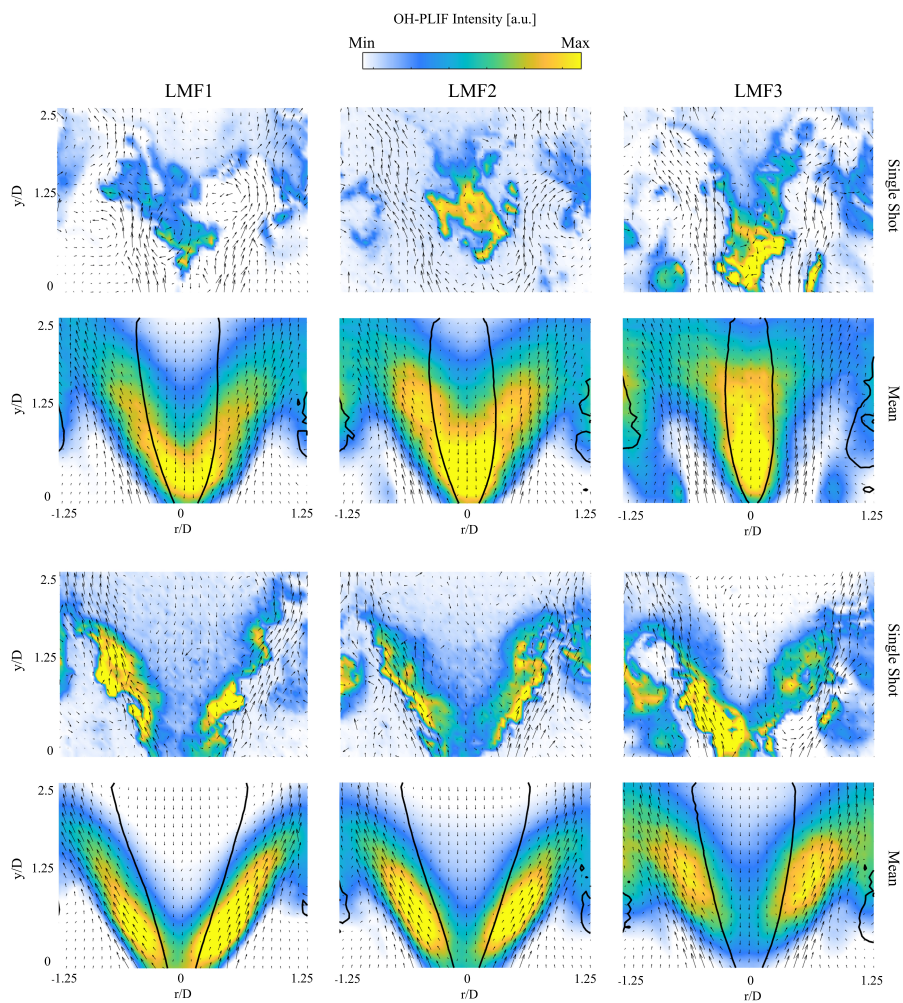 OH-PLIF Intensity [a.u.]
Min Max
LMF1 LMF2 LMF3
2.5
y/D
1.25
0
Single Shot
2.5
y/D
1.25
0
Mean
-1.25 0 1.25 -1.25 0 1.25 -1.25 0 1.25
r/D r/D r/D
2.5
y/D
1.25
0
Single Shot
2.5
y/D
1.25
0
Mean
-1.25 0 1.25 -1.25 0 1.25 -1.25 0 1.25
r/D r/D r/D